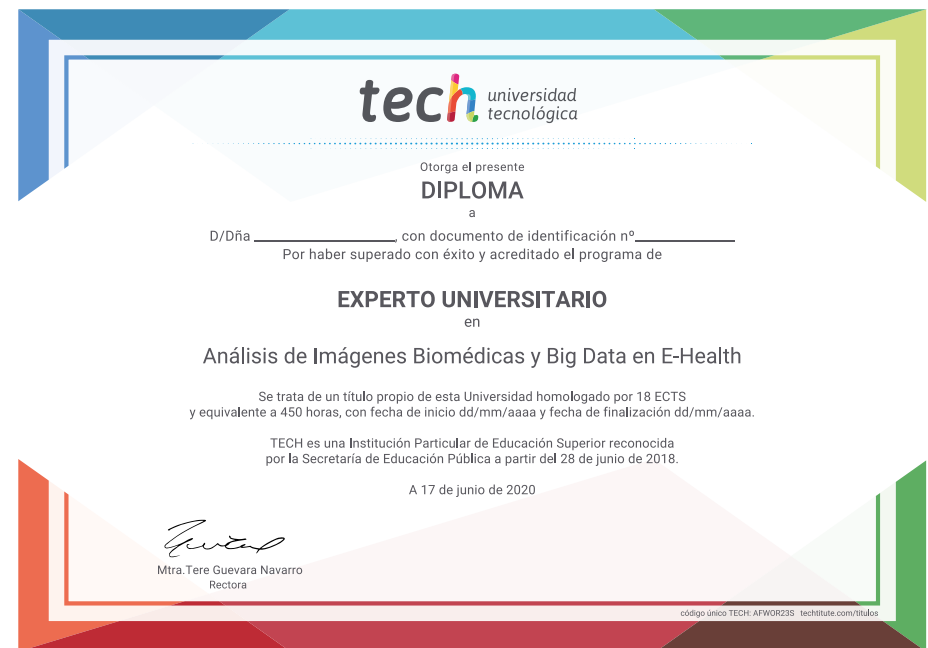 tech universidad
tecnológica
Otorga el presente
DIPLOMA
a
D/Dña ______________, con documento de identificación nº__________
Por haber superado con éxito y acreditado el programa de
EXPERTO UNIVERSITARIO
en
Análisis de Imágenes Biomédicas y Big Data en E-Health
Se trata de un título propio de esta Universidad homologado por 18 ECTS
y equivalente a 450 horas, con fecha de inicio dd/mm/aaaa y fecha de finalización dd/mm/aaaa.
TECH es una Institución Particular de Educación Superior reconocida
por la Secretaría de Educación Pública a partir del 28 de junio de 2018.
A 17 de junio de 2020
Mtra.Tere Guevara Navarro
Rectora
código único TECH: AFWOR23S techtitute.com/titulos